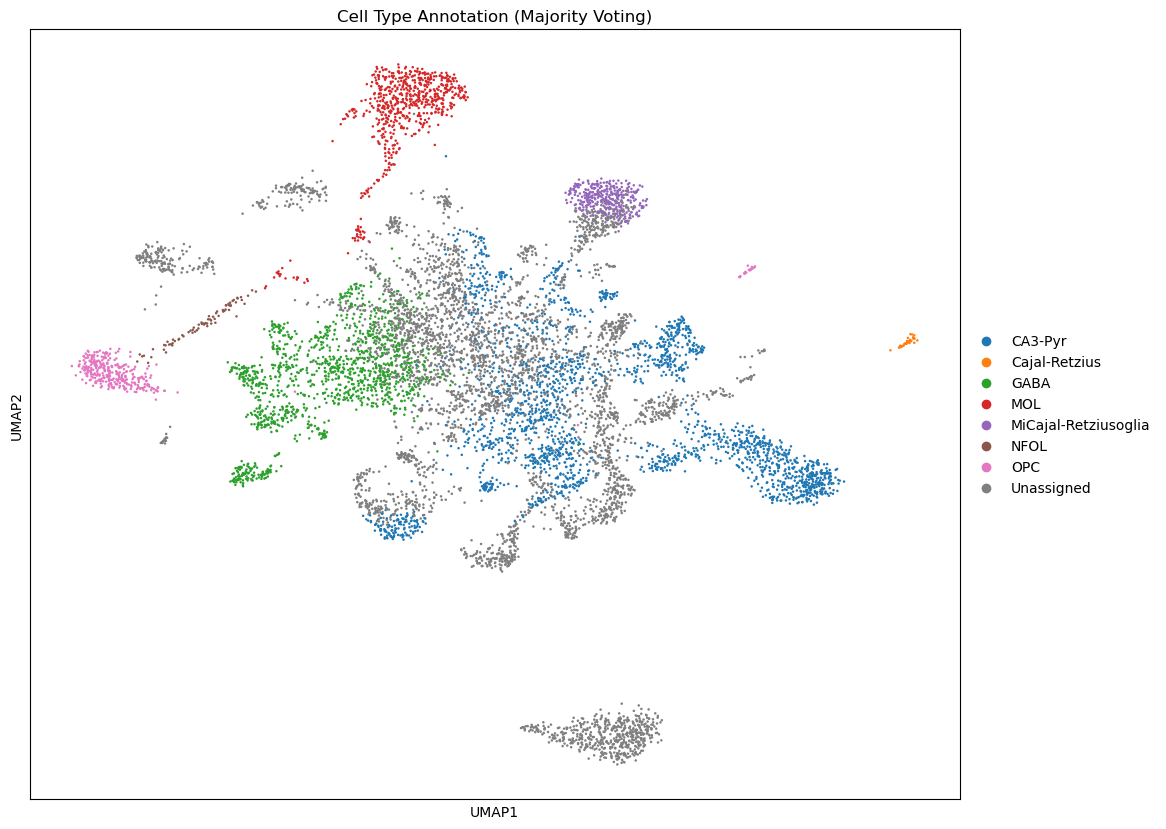 Cell Type Annotation (Majority Voting)
UMAP2
CA3-Pyr
Cajal-Retzius
GABA
MOL
MiCajal-Retziusoglia
NFOL
OPC
Unassigned
UMAP1